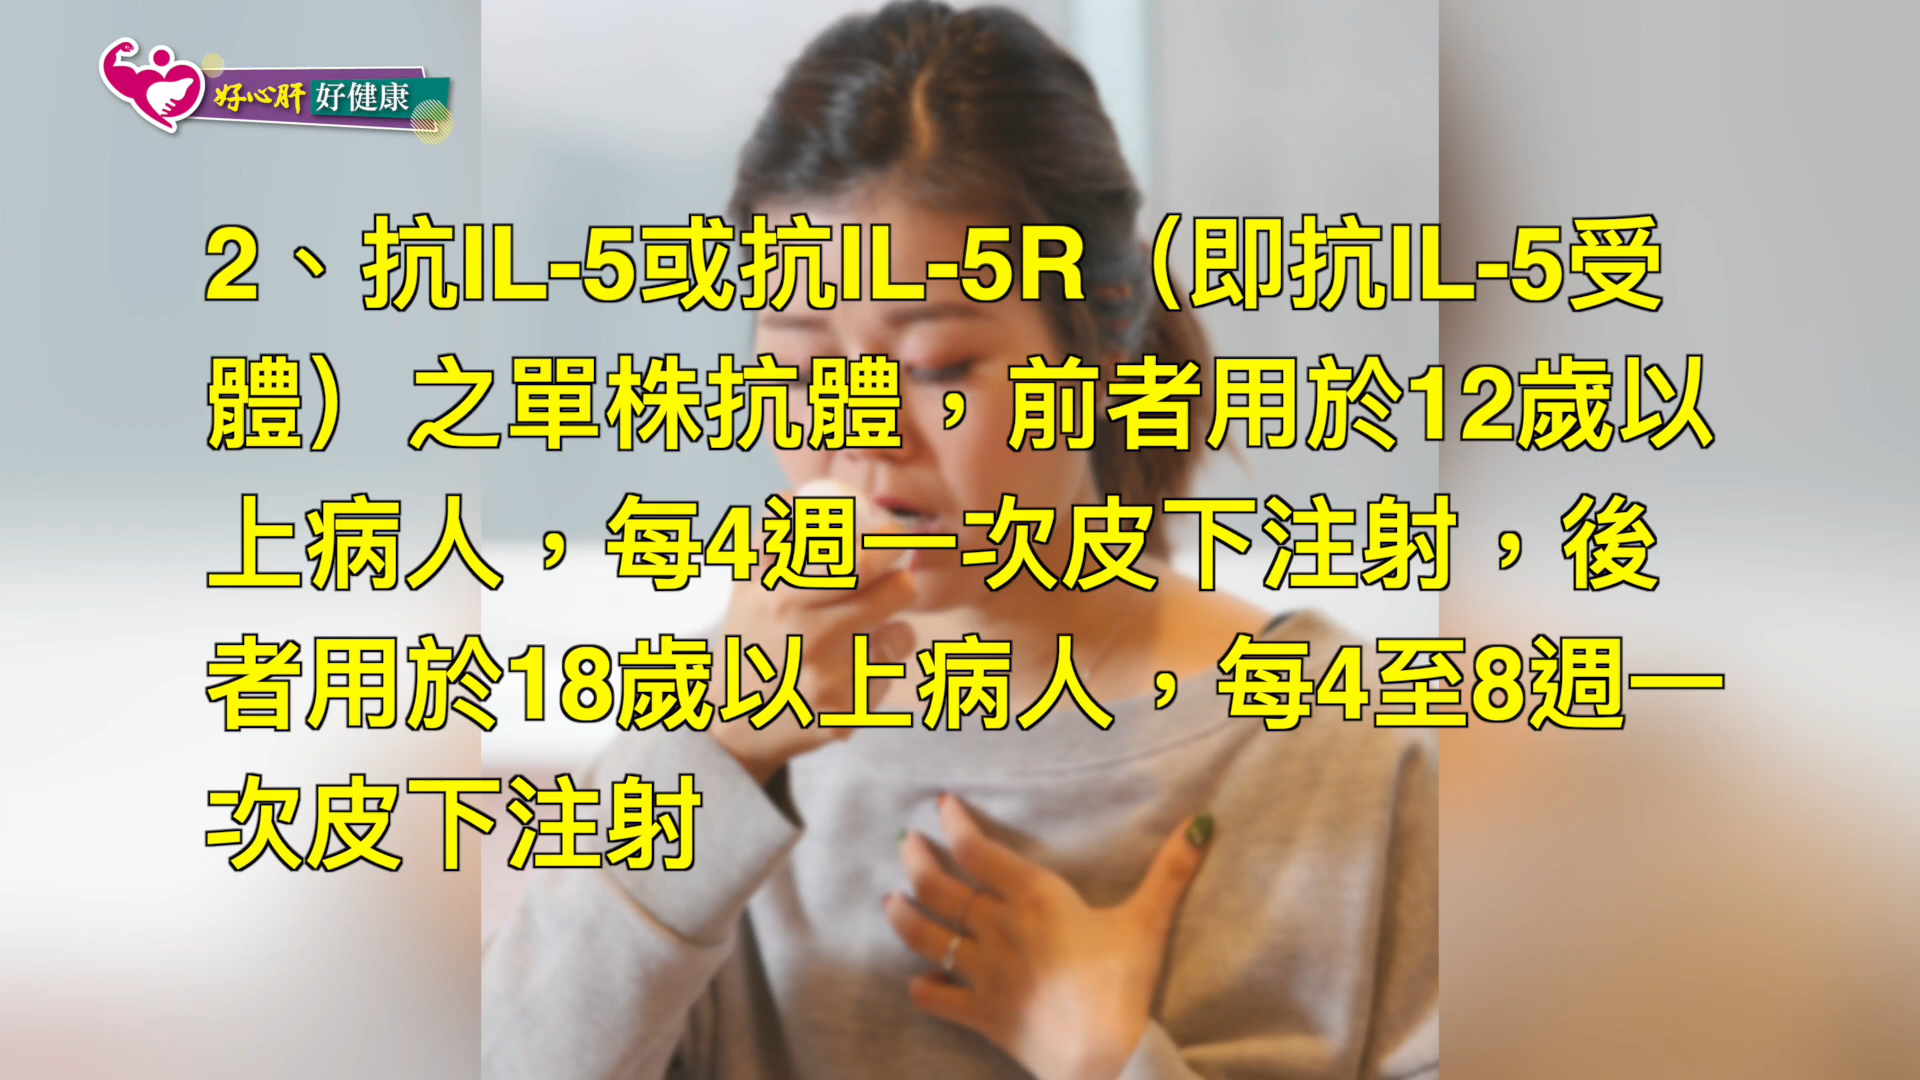 好心肝 好健康
2、抗IL-5或抗IL-5R（即抗IL-5受
體）之單株抗體，前者用於12歲以
上病人，每4週一次皮下注射，後
者用於18歲以上病人，每4至8週一
次皮下注射